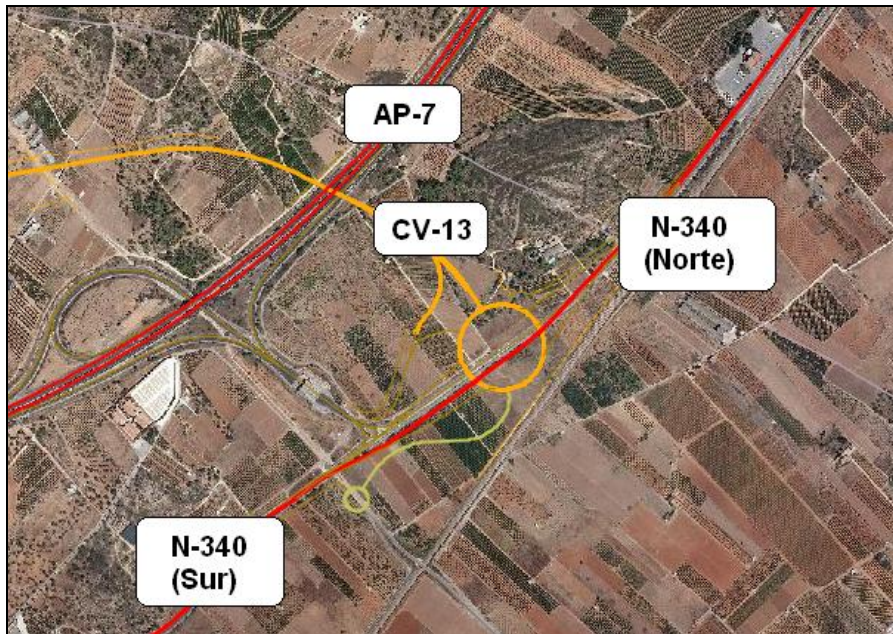 AP-7
CV-13
N-340
(Norte)
N-340
(Sur)